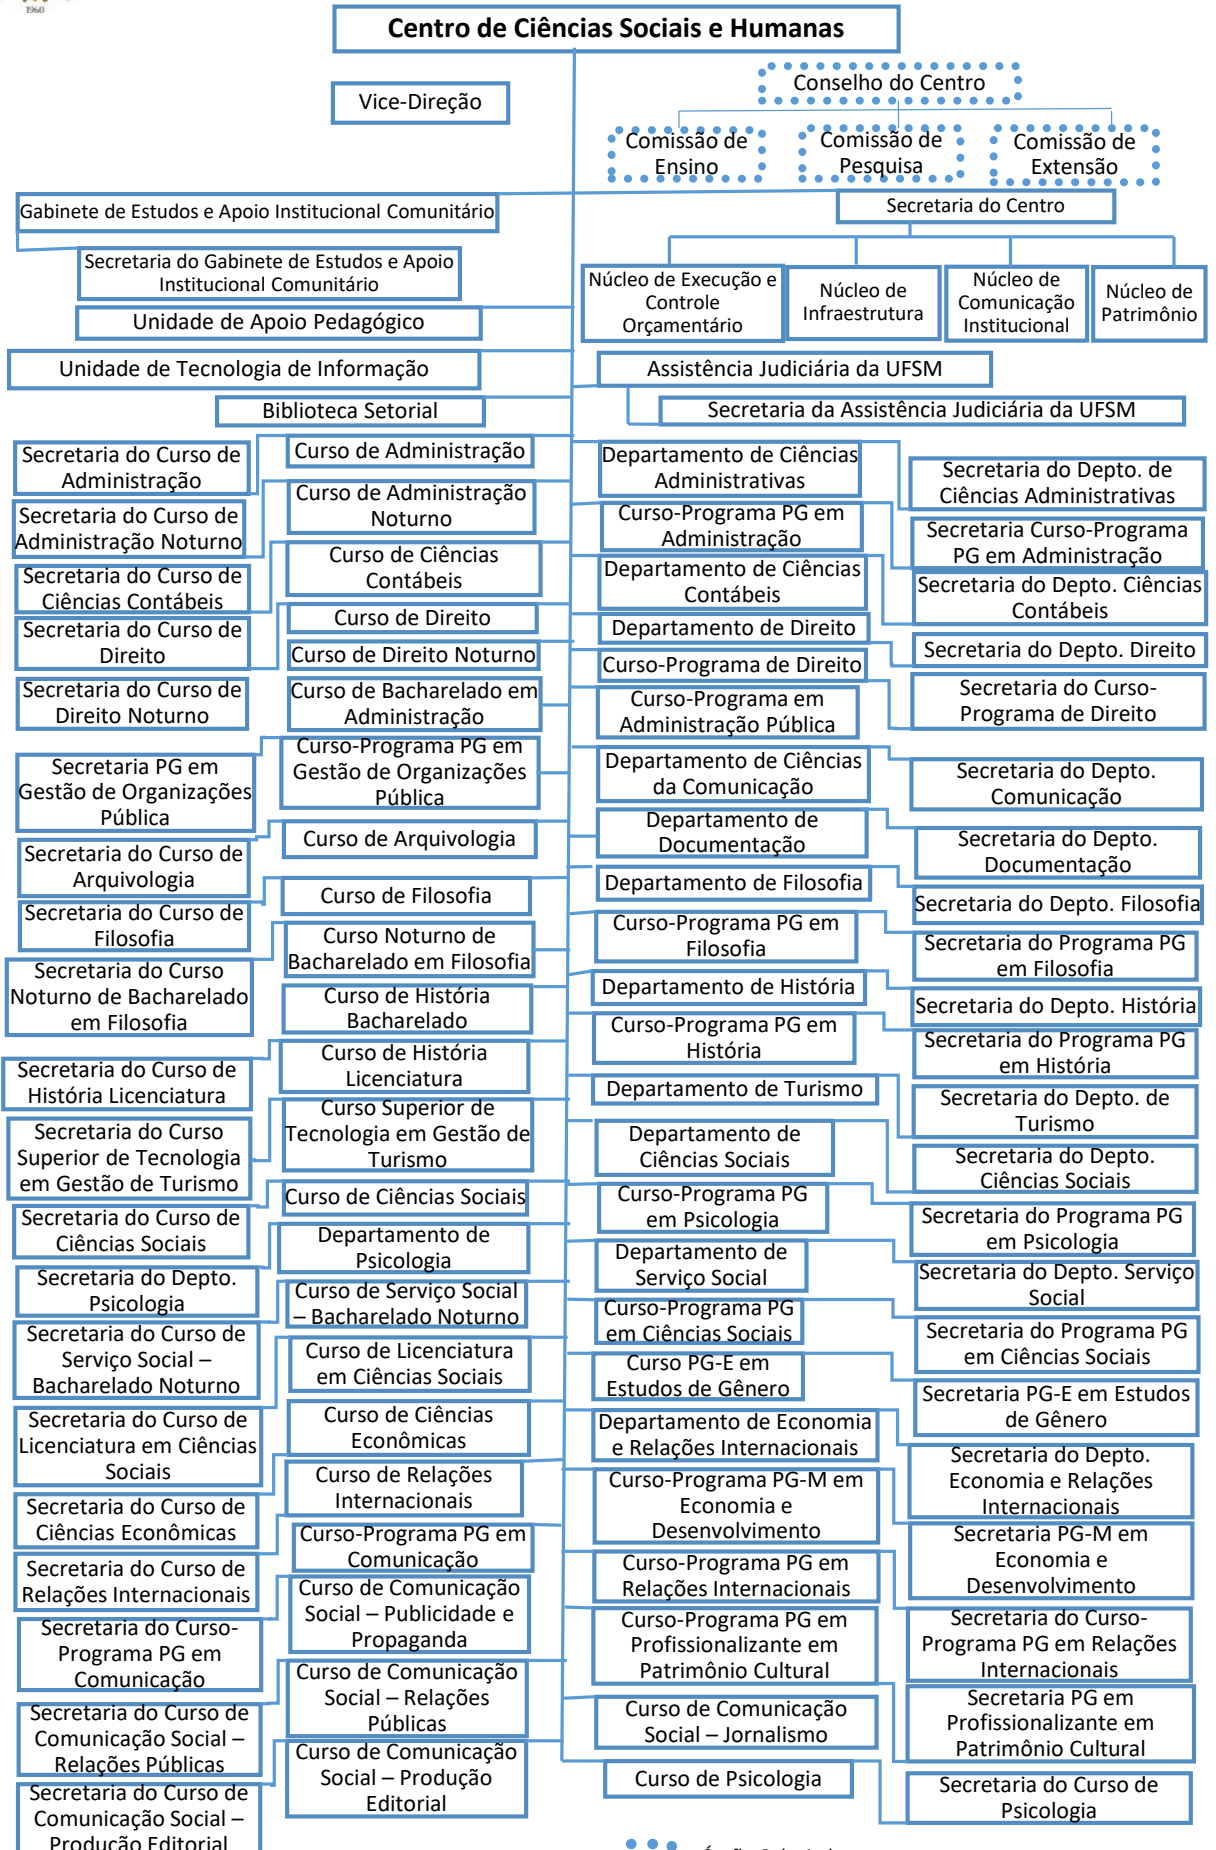 1960
Centro de Ciências Sociais e Humanas
Vice-Direção
Conselho do Centro
Comissão de
Ensino
Comissão de
Pesquisa
Comissão de
Extensão
Gabinete de Estudos e Apoio Institucional Comunitário
Secretaria do Centro
Secretaria do Gabinete de Estudos e Apoio
Institucional Comunitário
Núcleo de Execução e
Controle
Orçamentário
Núcleo de
Infraestrutura
Núcleo de
Comunicação
Institucional
Núcleo de
Patrimônio
Unidade de Apoio Pedagógico
Unidade de Tecnologia de Informação
Assistência Judiciária da UFSM
Biblioteca Setorial
Secretaria da Assistência Judiciária da UFSM
Secretaria do Curso de
Administração
Curso de Administração
Departamento de Ciências
Administrativas
Secretaria do Depto. de
Ciências Administrativas
Secretaria do Curso de
Administração Noturno
Curso de Administração
Noturno
Curso-Programa PG em
Administração
Secretaria Curso-Programa
PG em Administração
Secretaria do Curso de
Ciências Contábeis
Curso de Ciências
Contábeis
Departamento de Ciências
Contábeis
Secretaria do Depto. Ciências
Contábeis
Secretaria do Curso de
Direito
Curso de Direito
Departamento de Direito
Secretaria do Depto. Direito
Curso de Direito Noturno
Curso-Programa de Direito
Secretaria do Curso de
Direito Noturno
Curso de Bacharelado em
Administração
Curso-Programa em
Administração Pública
Secretaria do Curso-
Programa de Direito
Secretaria PG em
Gestão de Organizações
Pública
Curso-Programa PG em
Gestão de Organizações
Pública
Departamento de Ciências
da Comunicação
Secretaria do Depto.
Comunicação
Secretaria do Curso de
Arquivologia
Curso de Arquivologia
Departamento de
Documentação
Secretaria do Depto.
Documentação
Secretaria do Curso de
Filosofia
Curso de Filosofia
Departamento de Filosofia
Secretaria do Depto. Filosofia
Secretaria do Curso
Noturno de Bacharelado
em Filosofia
Curso Noturno de
Bacharelado em Filosofia
Curso-Programa PG em
Filosofia
Secretaria do Programa PG
em Filosofia
Curso de História
Bacharelado
Departamento de História
Secretaria do Depto. História
Secretaria do Curso de
História Licenciatura
Curso de História
Licenciatura
Curso-Programa PG em
História
Secretaria do Programa PG
em História
Secretaria do Curso
Superior de Tecnologia
em Gestão de Turismo
Curso Superior de
Tecnologia em Gestão de
Turismo
Departamento de Turismo
Secretaria do Depto. de
Turismo
Departamento de
Ciências Sociais
Secretaria do Depto.
Ciências Sociais
Secretaria do Curso de
Ciências Sociais
Curso de Ciências Sociais
Curso-Programa PG
em Psicologia
Secretaria do Programa PG
em Psicologia
Secretaria do Depto.
Psicologia
Departamento de
Psicologia
Departamento de
Serviço Social
Secretaria do Depto. Serviço
Social
Secretaria do Curso de
Serviço Social –
Bacharelado Noturno
Curso de Serviço Social
– Bacharelado Noturno
Curso-Programa PG
em Ciências Sociais
Secretaria do Programa PG
em Ciências Sociais
Secretaria do Curso de
Licenciatura em Ciências
Sociais
Curso de Licenciatura
em Ciências Sociais
Curso PG-E em
Estudos de Gênero
Secretaria PG-E em Estudos
de Gênero
Secretaria do Curso de
Ciências Econômicas
Curso de Ciências
Econômicas
Departamento de Economia
e Relações Internacionais
Secretaria do Depto.
Economia e Relações
Internacionais
Secretaria do Curso de
Relações Internacionais
Curso de Relações
Internacionais
Curso-Programa PG-M em
Economia e
Desenvolvimento
Secretaria PG-M em
Economia e
Desenvolvimento
Secretaria do Curso-
Programa PG em
Comunicação
Curso-Programa PG em
Comunicação
Curso-Programa PG em
Relações Internacionais
Secretaria do Curso-
Programa PG em Relações
Internacionais
Curso de Comunicação
Social – Publicidade e
Propaganda
Curso-Programa PG em
Profissionalizante em
Patrimônio Cultural
Secretaria PG em
Profissionalizante em
Patrimônio Cultural
Secretaria do Curso de
Comunicação Social –
Relações Públicas
Curso de Comunicação
Social – Relações
Públicas
Curso de Comunicação
Social – Jornalismo
Secretaria do Curso de
Comunicação Social –
Produção Editorial
Curso de Comunicação
Social – Produção
Editorial
Curso de Psicologia
Secretaria do Curso de
Psicologia